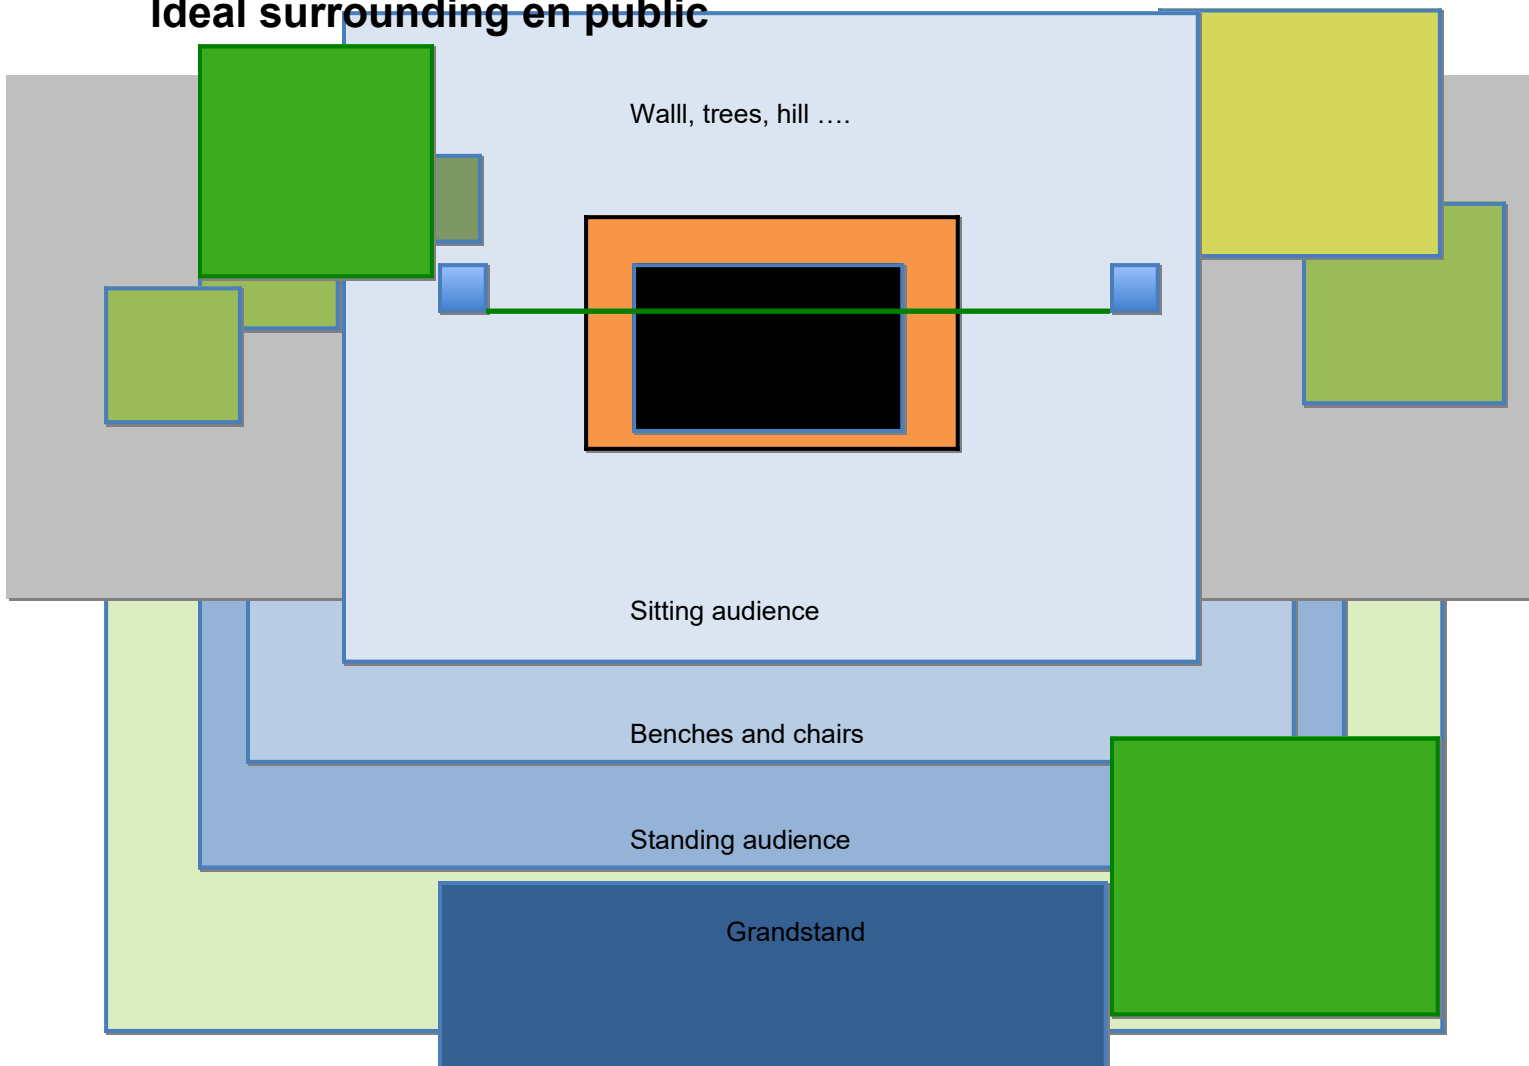 Ideal surrounding en public
Walll, trees, hill ….
Sitting audience
Benches and chairs
Standing audience
Grandstand